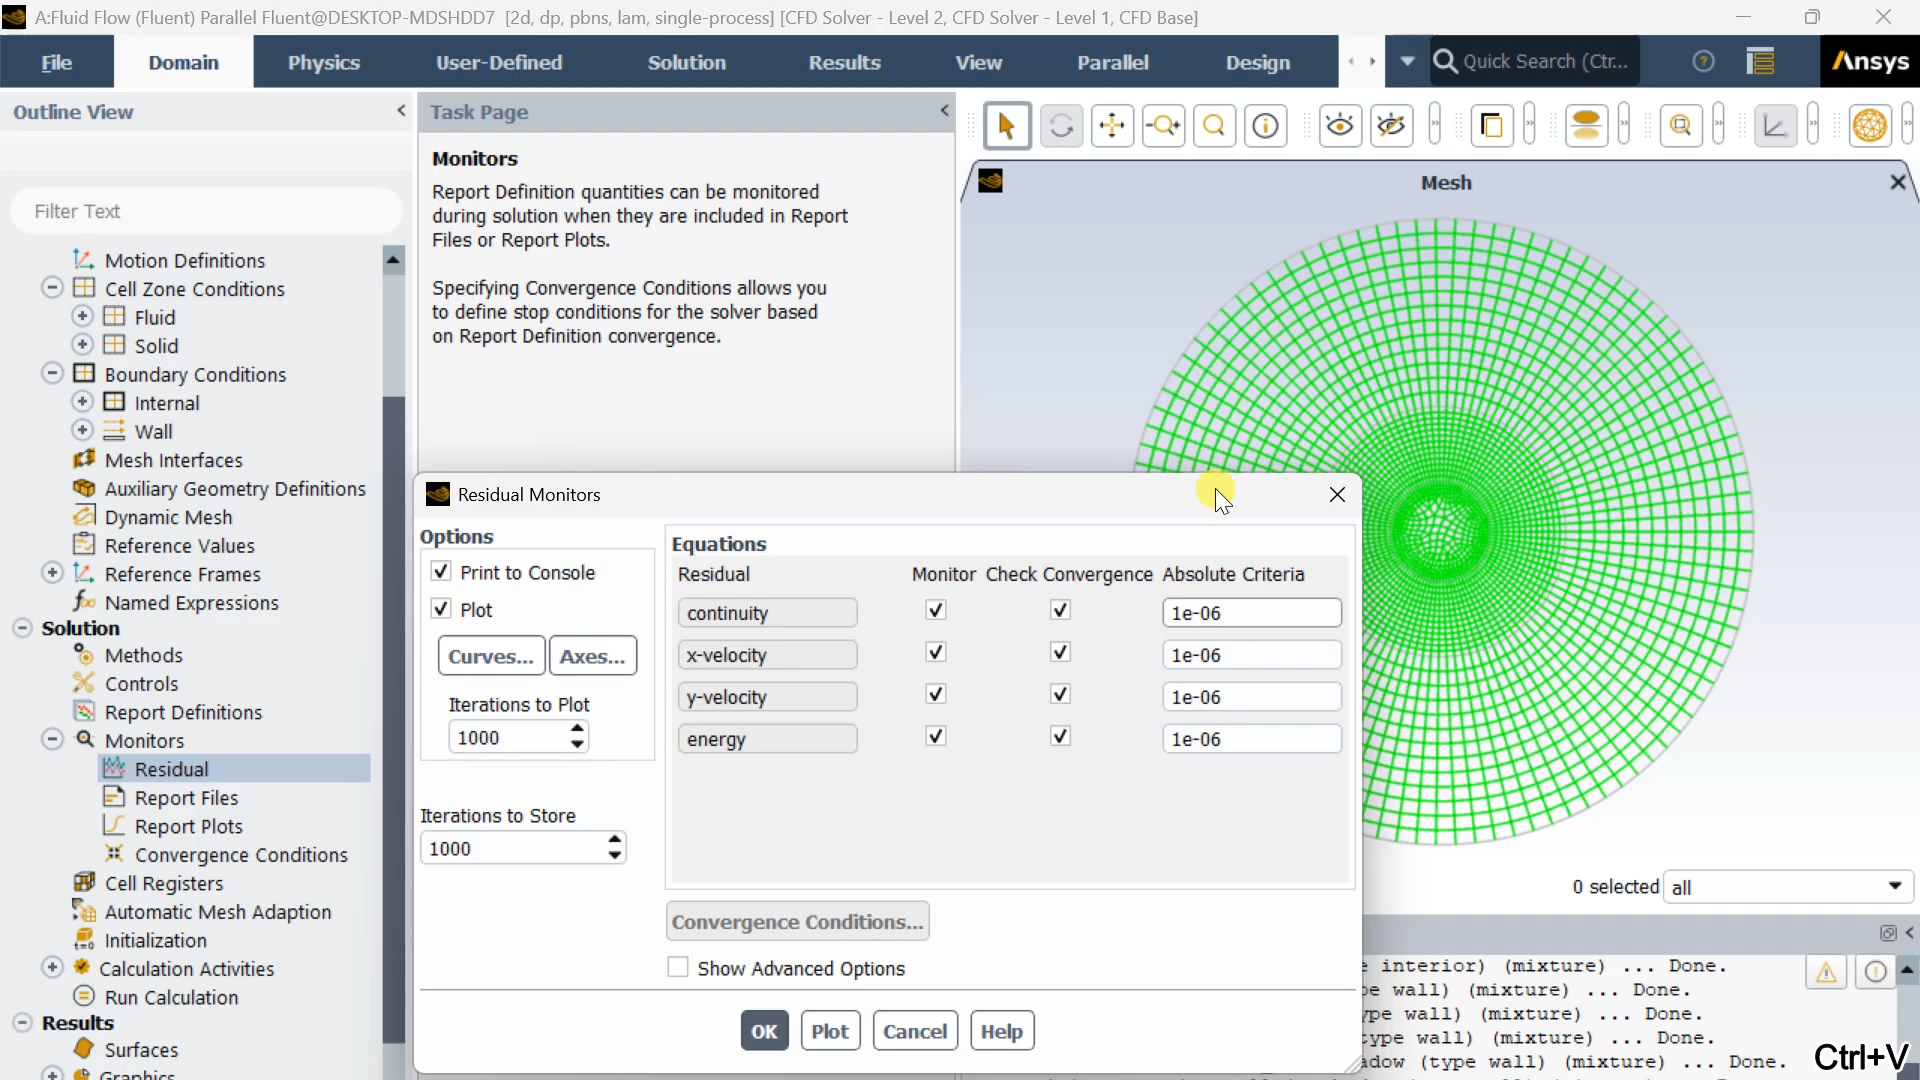 A:Fluid Flow (Fluent) Parallel Fluent@DESKTOP-MDSHDD7 [2d, dp, pbns, lam, single-process] [CFD Solver - Level 2, CFD Solver - Level 1, CFD Base]
File Domain Physics User-Defined Solution Results View Parallel Design Quick Search (Ctr... Ansys
Outline View
Filter Text
Motion Definitions
Cell Zone Conditions
Fluid
Solid
Boundary Conditions
Internal
Wall
Mesh Interfaces
Auxiliary Geometry Definitions
Dynamic Mesh
Reference Values
Reference Frames
Named Expressions
Solution
Methods
Controls
Report Definitions
Monitors
Residual
Report Files
Report Plots
Convergence Conditions
Cell Registers
Automatic Mesh Adaption
Initialization
Calculation Activities
Run Calculation
Results
Surfaces
Graphics
Task Page
Monitors
Report Definition quantities can be monitored
during solution when they are included in Report
Files or Report Plots.
Specifying Convergence Conditions allows you
to define stop conditions for the solver based
on Report Definition convergence.
Mesh
Residual Monitors
Options
Print to Console
Plot
Curves... Axes...
Iterations to Plot
1000
Iterations to Store
1000
Equations
Residual Monitor Check Convergence Absolute Criteria
continuity 1e-06
x-velocity 1e-06
y-velocity 1e-06
energy 1e-06
Convergence Conditions...
Show Advanced Options
OK Plot Cancel Help
0 selected all
interior) (mixture) ... Done.
wall) (mixture) ... Done.
wall) (mixture) ... Done.
type wall) (mixture) ... Done.
(type wall) (mixture) ... Done.
Ctrl+V